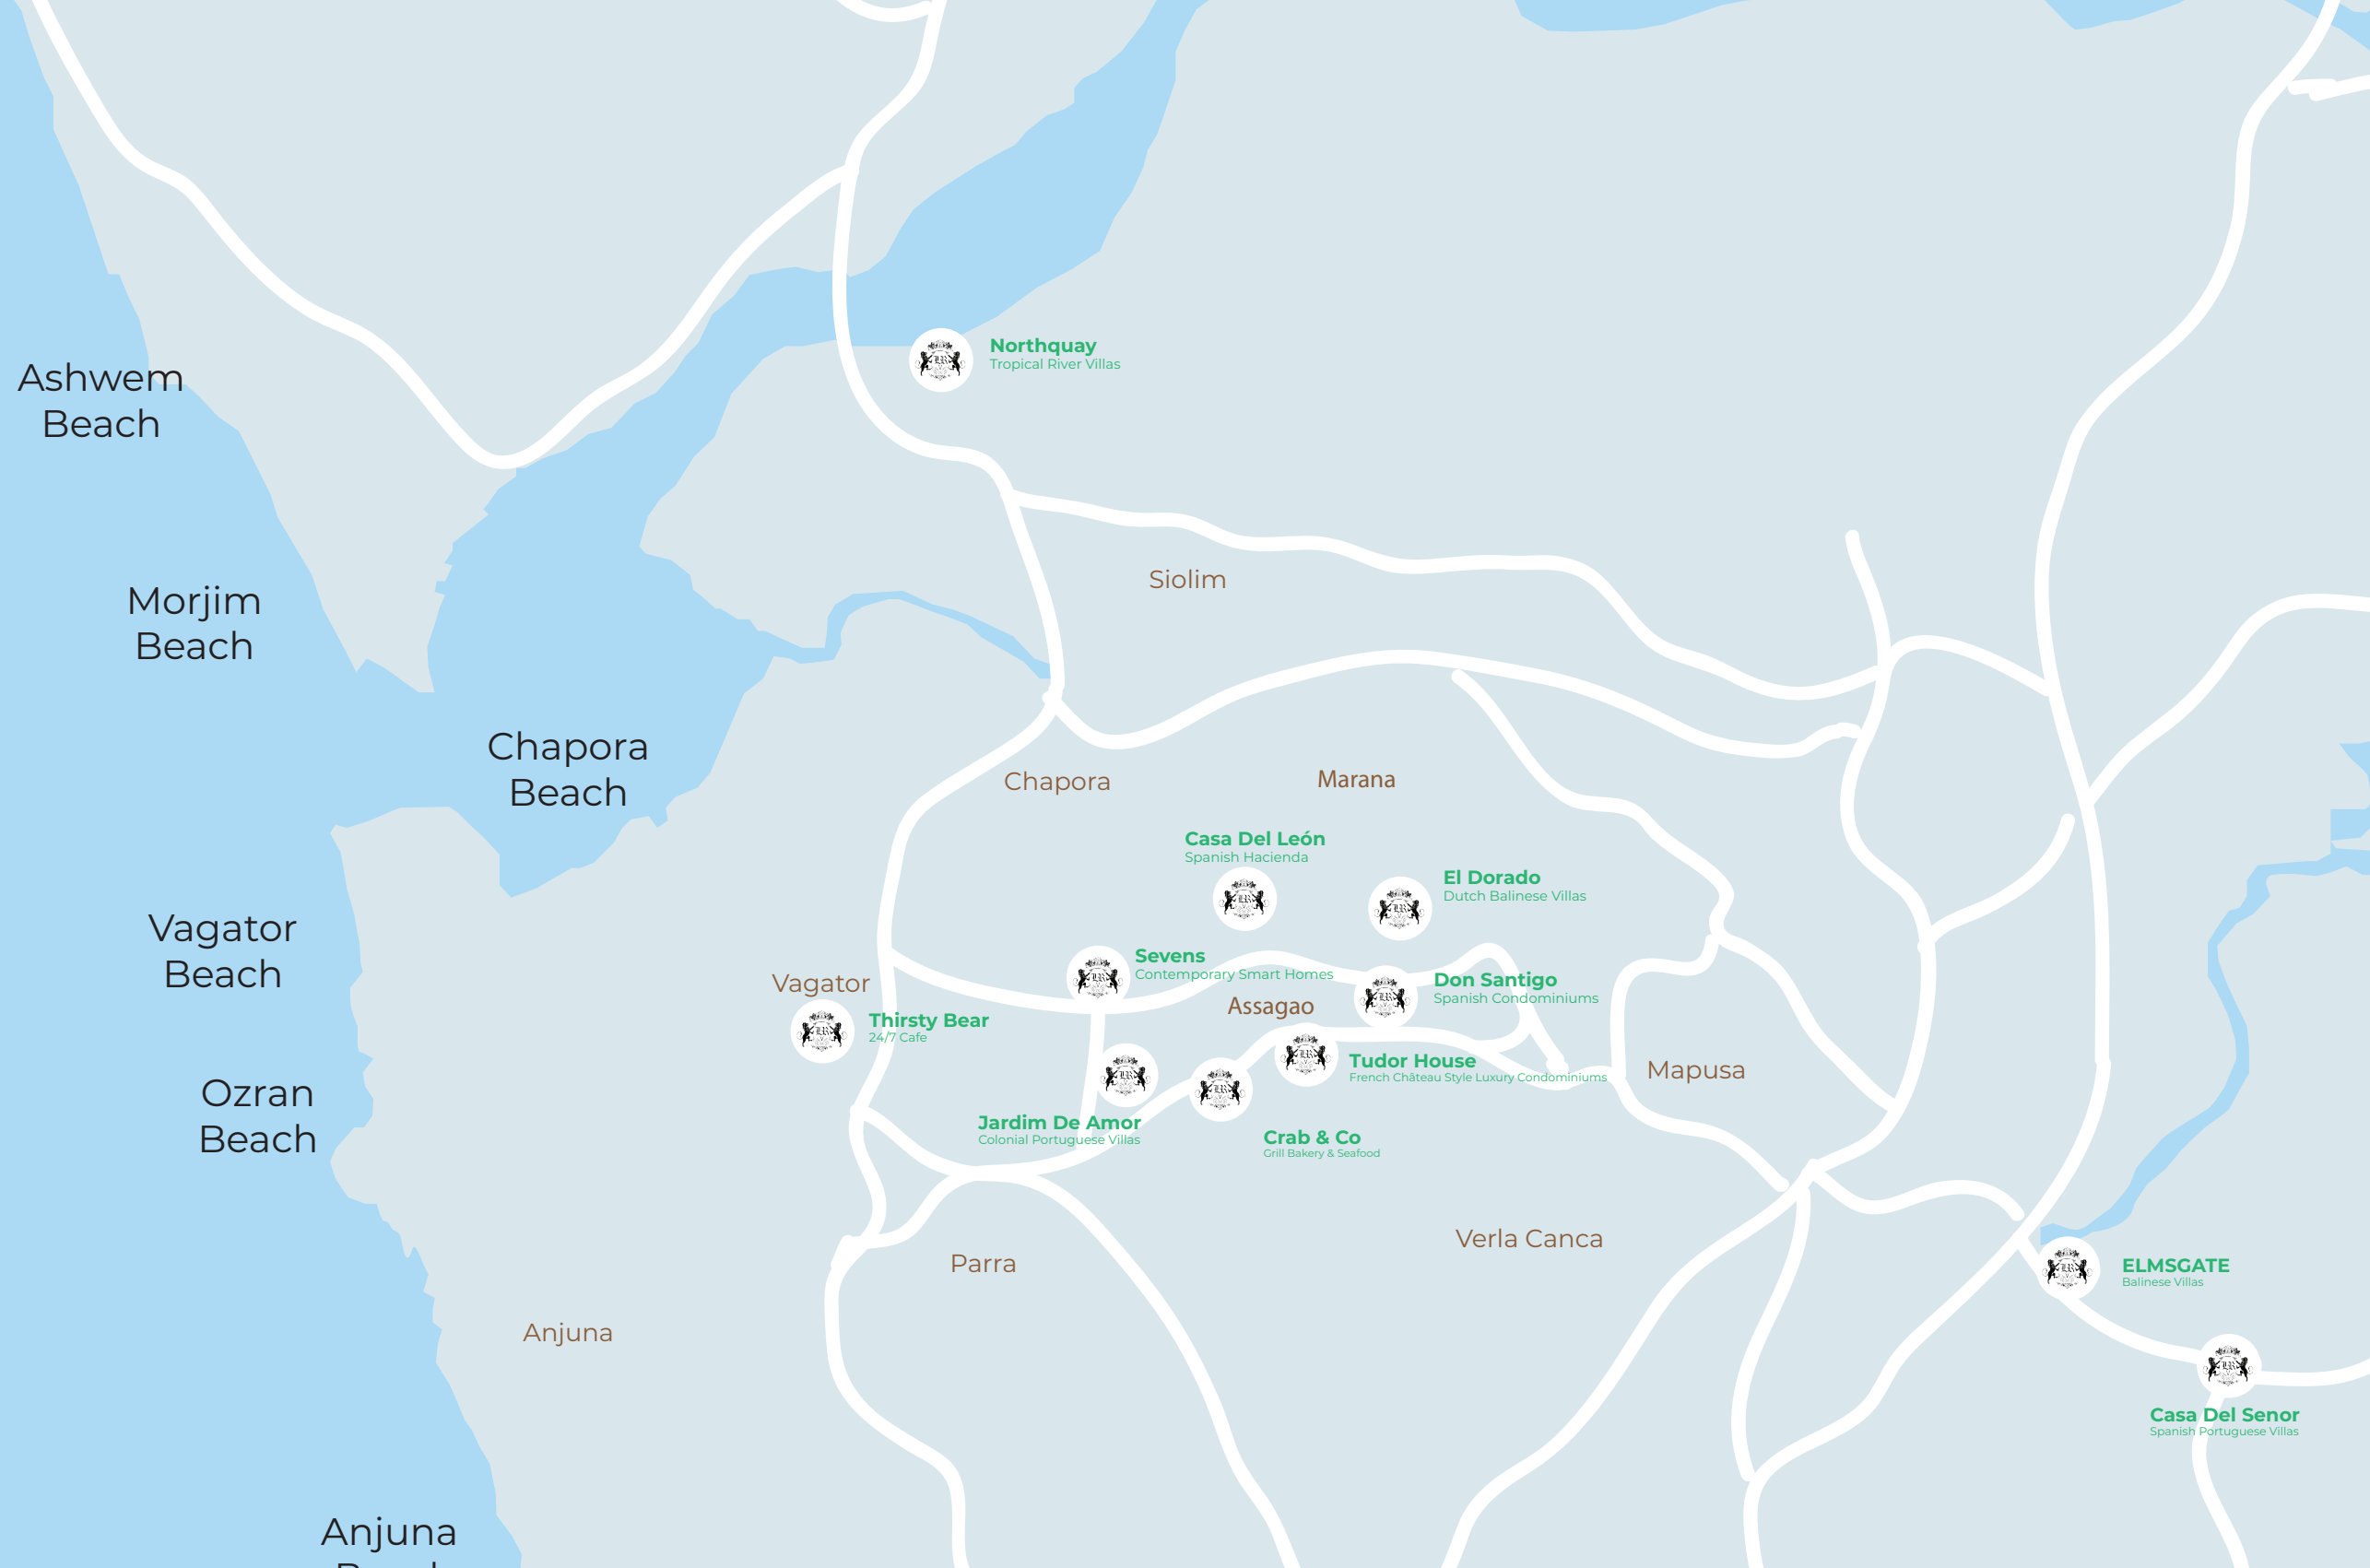 Northquay
Tropical River Villas
Ashwem
Beach
Siolim
Morjim
Beach
Chapora
Beach
Chapora
Marana
Casa Del León
Spanish Hacienda
El Dorado
Dutch Balinese Villas
Vagator
Beach
Sevens
Contemporary Smart Homes
Vagator
Don Santigo
Spanish Condominiums
Assagao
Thirsty Bear
24/7 Cafe
Tudor House
French Château Style Luxury Condominiums
Mapusa
Ozran
Beach
Jardim De Amor
Colonial Portuguese Villas
Crab & Co
Grill Bakery & Seafood
Verla Canca
Parra
ELMSGATE
Balinese Villas
Anjuna
Casa Del Senor
Spanish Portuguese Villas
Anjuna